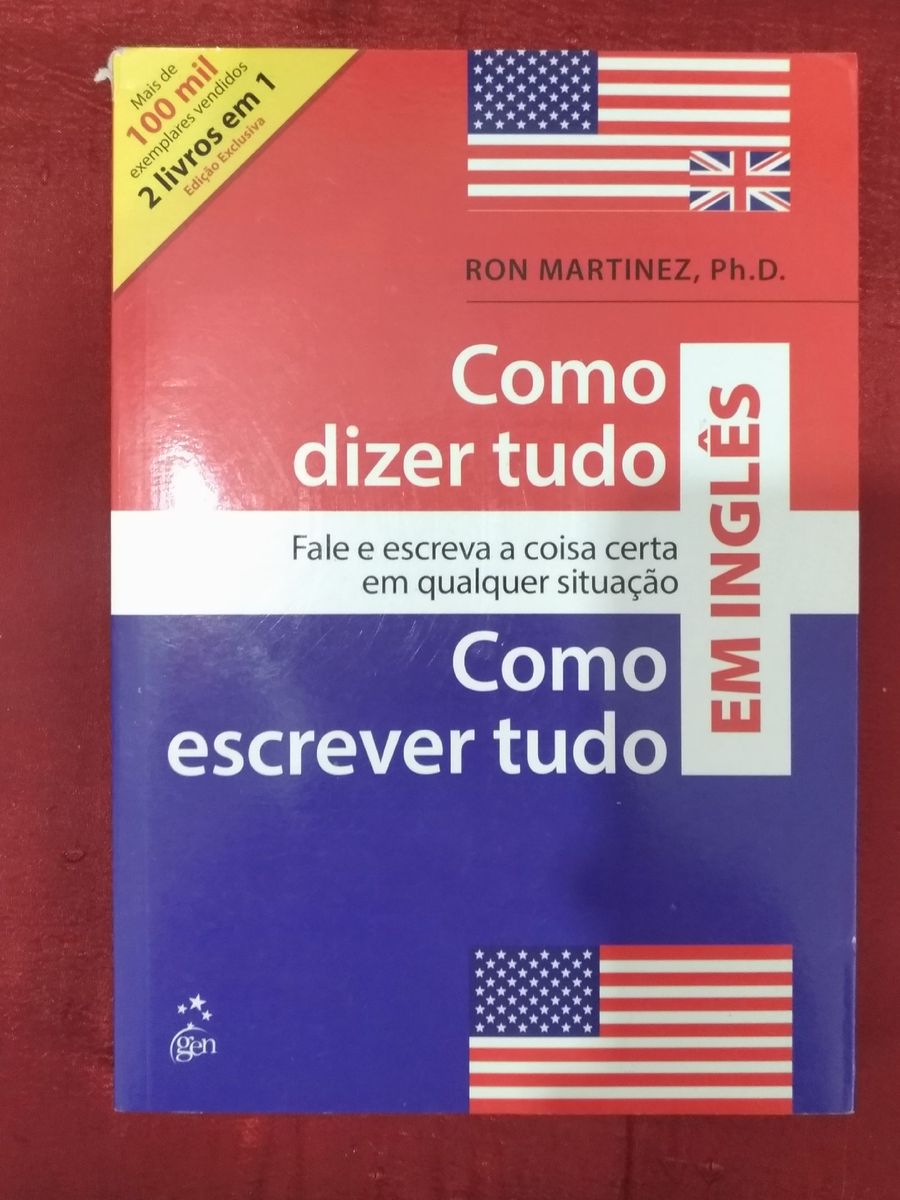 Mais de
100 mil
exemplares vendidos
2 livros em 1
Edição Exclusiva
RON MARTINEZ, Ph.D.
Como
dizer tudo
EM INGLÊS
Fale e escreva a coisa certa
em qualquer situação
Como
escrever tudo
gen